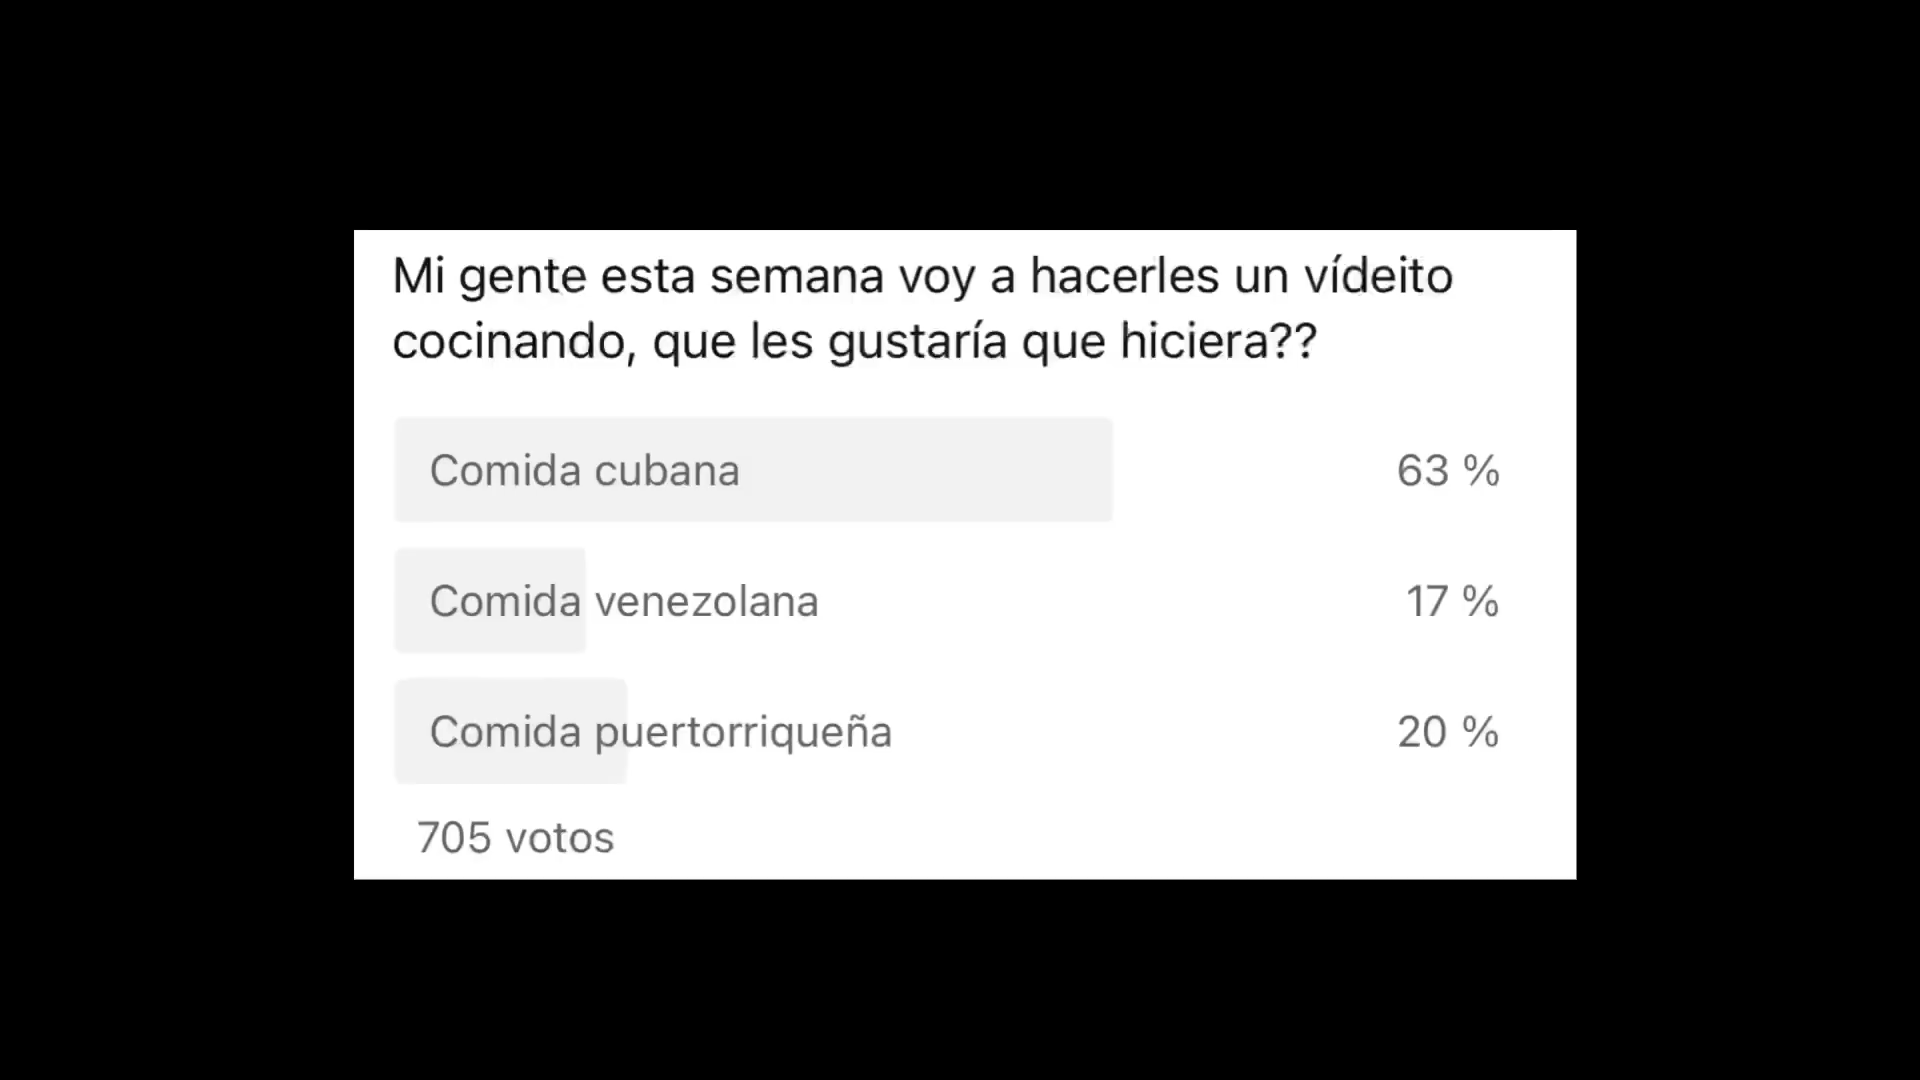 Mi gente esta semana voy a hacerles un vídeito
cocinando, que les gustaría que hiciera??
Comida cubana 63 %
Comida venezolana 17 %
Comida puertorriqueña 20 %
705 votos